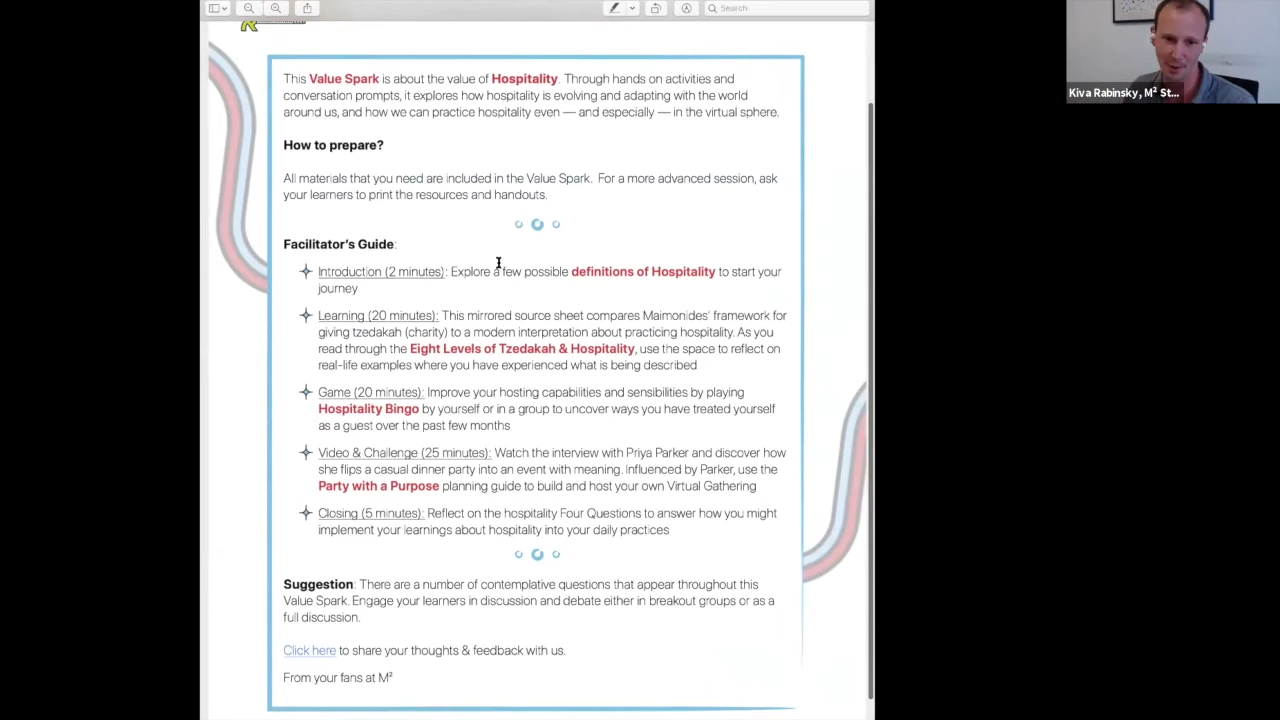 Search
Kiva Rabinsky, M² St...
This Value Spark is about the value of Hospitality. Through hands on activities and
conversation prompts, it explores how hospitality is evolving and adapting with the world
around us, and how we can practice hospitality even — and especially — in the virtual sphere.
How to prepare?
All materials that you need are included in the Value Spark. For a more advanced session, ask
your learners to print the resources and handouts.
Facilitator's Guide:
Introduction (2 minutes): Explore a few possible definitions of Hospitality to start your
journey
Learning (20 minutes): This mirrored source sheet compares Maimonides' framework for
giving tzedakah (charity) to a modern interpretation about practicing hospitality. As you
read through the Eight Levels of Tzedakah & Hospitality, use the space to reflect on
real-life examples where you have experienced what is being described
Game (20 minutes): Improve your hosting capabilities and sensibilities by playing
Hospitality Bingo by yourself or in a group to uncover ways you have treated yourself
as a guest over the past few months
Video & Challenge (25 minutes): Watch the interview with Priya Parker and discover how
she flips a casual dinner party into an event with meaning. Influenced by Parker, use the
Party with a Purpose planning guide to build and host your own Virtual Gathering
Closing (5 minutes): Reflect on the hospitality Four Questions to answer how you might
implement your learnings about hospitality into your daily practices
Suggestion: There are a number of contemplative questions that appear throughout this
Value Spark. Engage your learners in discussion and debate either in breakout groups or as a
full discussion.
Click here to share your thoughts & feedback with us.
From your fans at M²